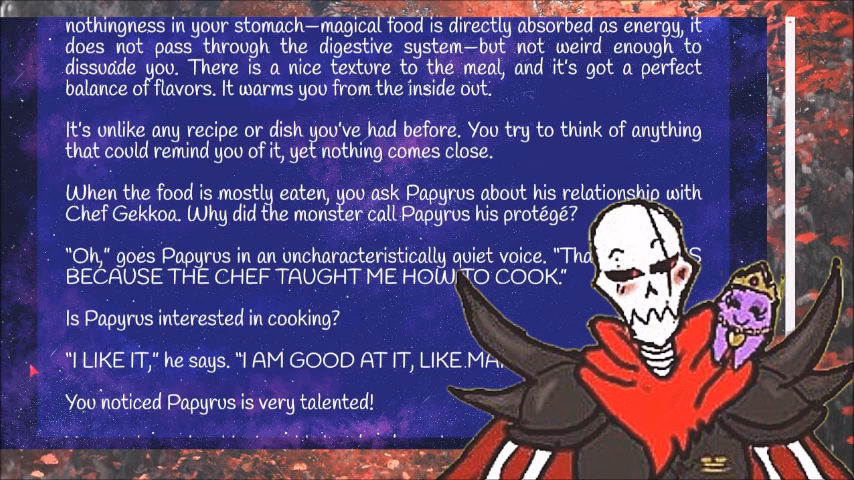 nothingness in your stomach—magical food is directly absorbed as energy, it
does not pass through the digestive system—but not weird enough to
dissuade you. There is a nice texture to the meal, and it's got a perfect
balance of flavors. It warms you from the inside out.
It's unlike any recipe or dish you've had before. You try to think of anything
that could remind you of it, yet nothing comes close.
When the food is mostly eaten, you ask Papyrus about his relationship with
Chef Gekkoa. Why did the monster call Papyrus his protégé?
"Oh," goes Papyrus in an uncharacteristically quiet voice. "
BECAUSE THE CHEF TAUGHT ME HOW TO COOK."
Is Papyrus interested in cooking?
"I LIKE IT," he says. "I AM GOOD AT IT, LIKE
You noticed Papyrus is very talented!